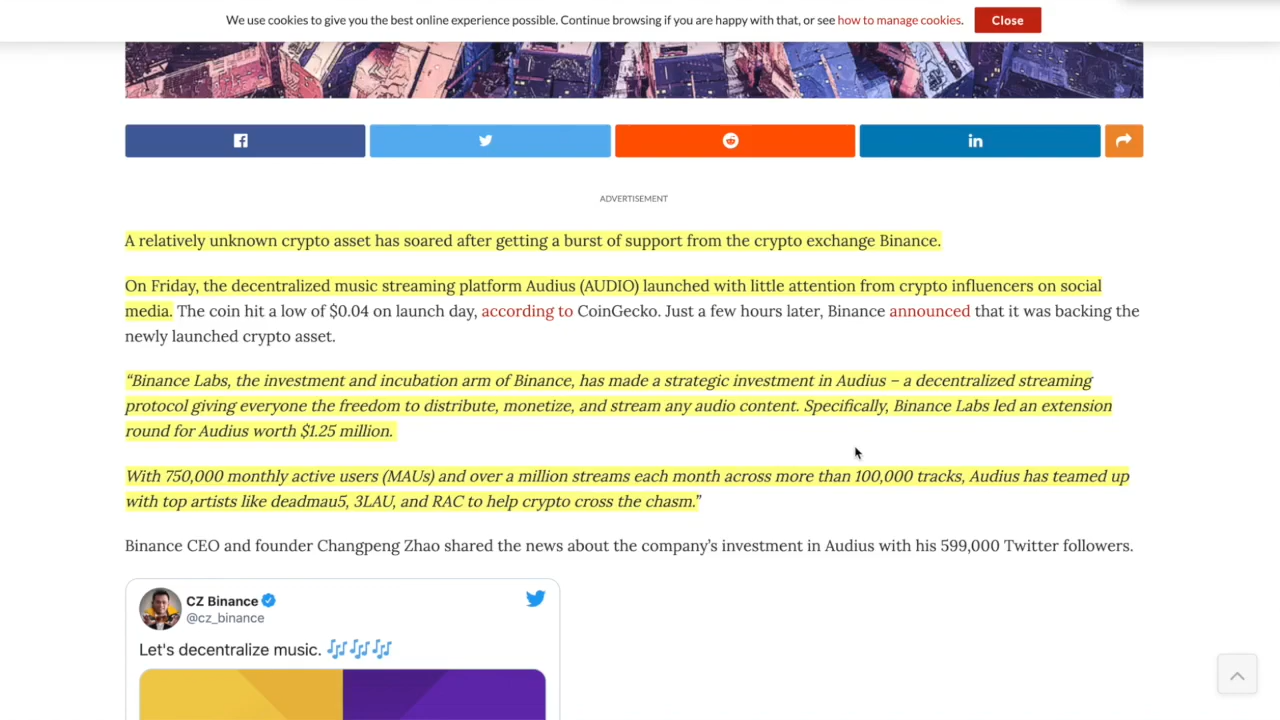 We use cookies to give you the best online experience possible. Continue browsing if you are happy with that, or see how to manage cookies. Close
ADVERTISEMENT
A relatively unknown crypto asset has soared after getting a burst of support from the crypto exchange Binance.
On Friday, the decentralized music streaming platform Audius (AUDIO) launched with little attention from crypto influencers on social
media. The coin hit a low of $0.04 on launch day, according to CoinGecko. Just a few hours later, Binance announced that it was backing the
newly launched crypto asset.
“Binance Labs, the investment and incubation arm of Binance, has made a strategic investment in Audius – a decentralized streaming
protocol giving everyone the freedom to distribute, monetize, and stream any audio content. Specifically, Binance Labs led an extension
round for Audius worth $1.25 million.
With 750,000 monthly active users (MAUs) and over a million streams each month across more than 100,000 tracks, Audius has teamed up
with top artists like deadmau5, 3LAU, and RAC to help crypto cross the chasm.”
Binance CEO and founder Changpeng Zhao shared the news about the company’s investment in Audius with his 599,000 Twitter followers.
CZ Binance
@cz_binance
Let's decentralize music. 🎶🎶🎶